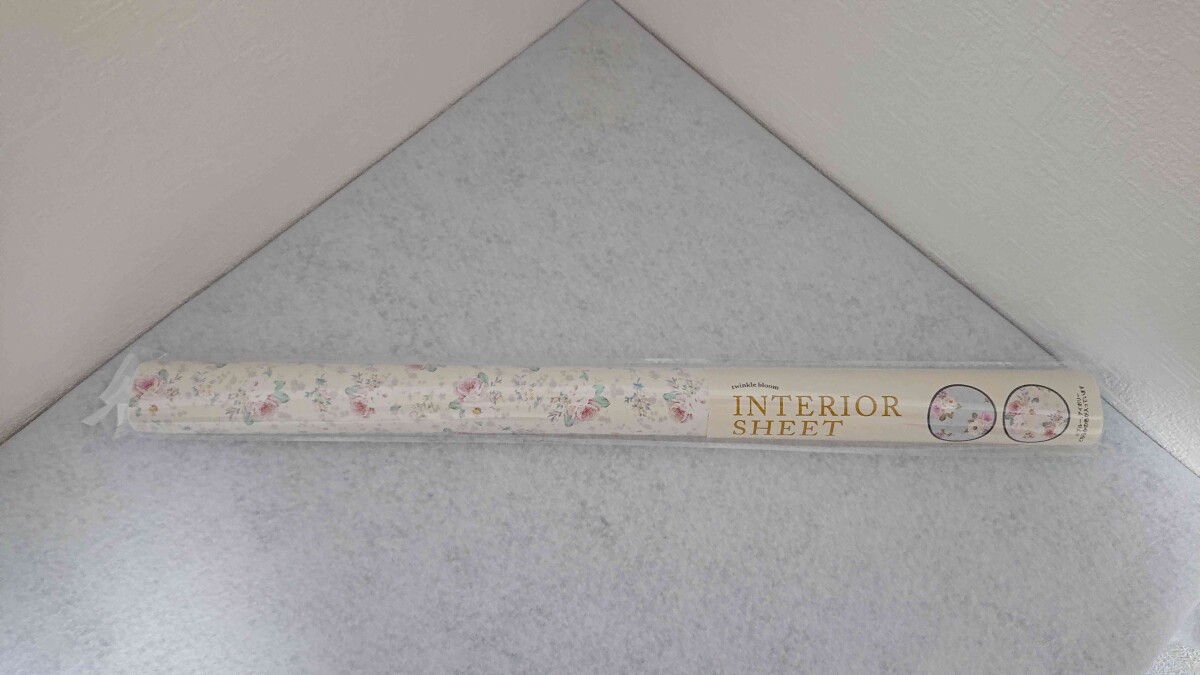 twinkle bloom
INTERIOR
SHEET